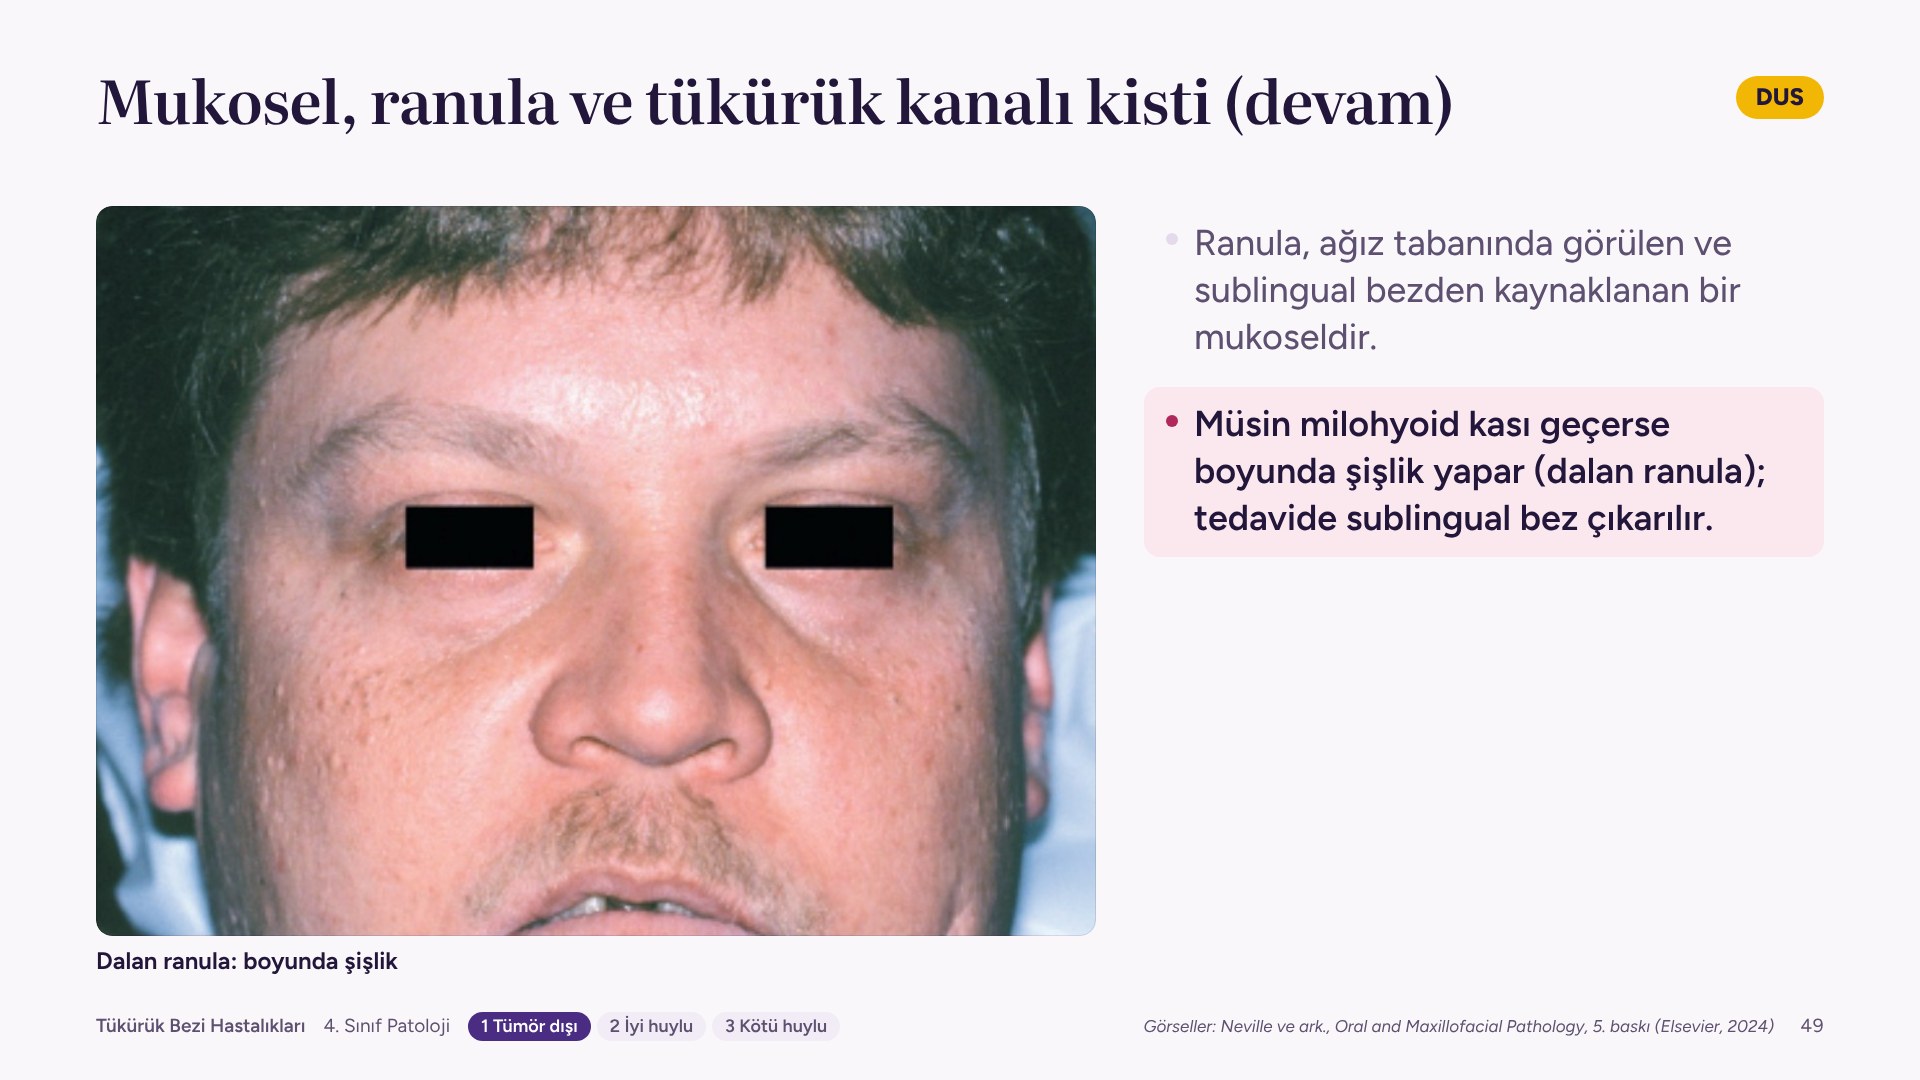 Mukosel, ranula ve tükürük kanalı kisti (devam)
DUS
Ranula, ağız tabanında görülen ve
sublingual bezden kaynaklanan bir
mukoseldir.
Müsin milohyoid kası geçerse
boyunda şişlik yapar (dalan ranula);
tedavide sublingual bez çıkarılır.
Dalan ranula: boyunda şişlik
Tükürük Bezi Hastalıkları 4. Sınıf Patoloji 1 Tümör dışı 2 İyi huylu 3 Kötü huylu
Görseller: Neville ve ark., Oral and Maxillofacial Pathology, 5. baskı (Elsevier, 2024) 49